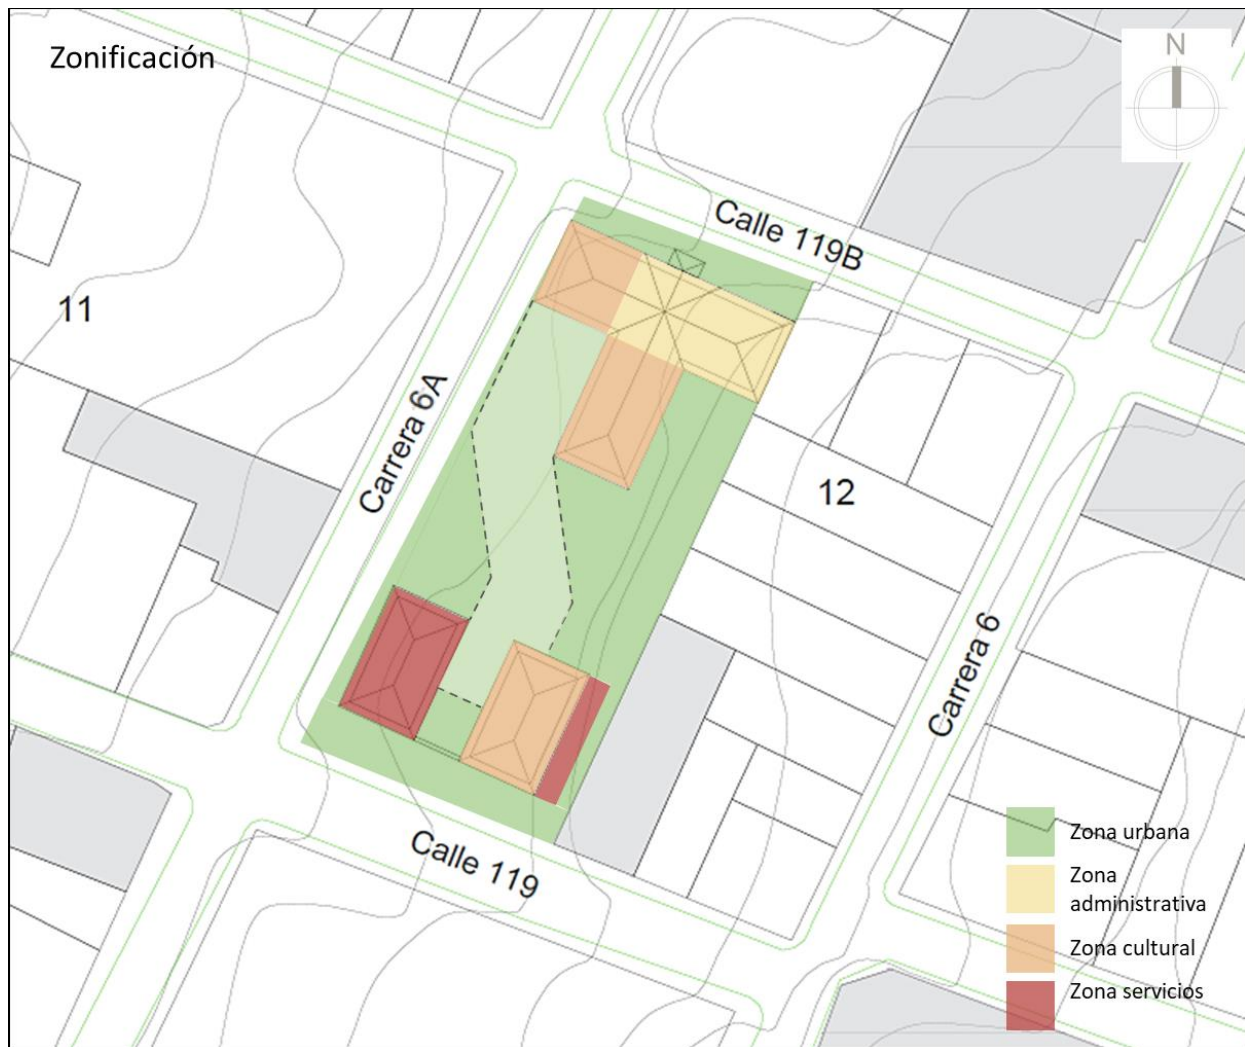 Zonificación
N
Calle 119B
11
Carrera 6A
12
Carrera 6
Calle 119
Zona urbana
Zona
administrativa
Zona cultural
Zona servicios